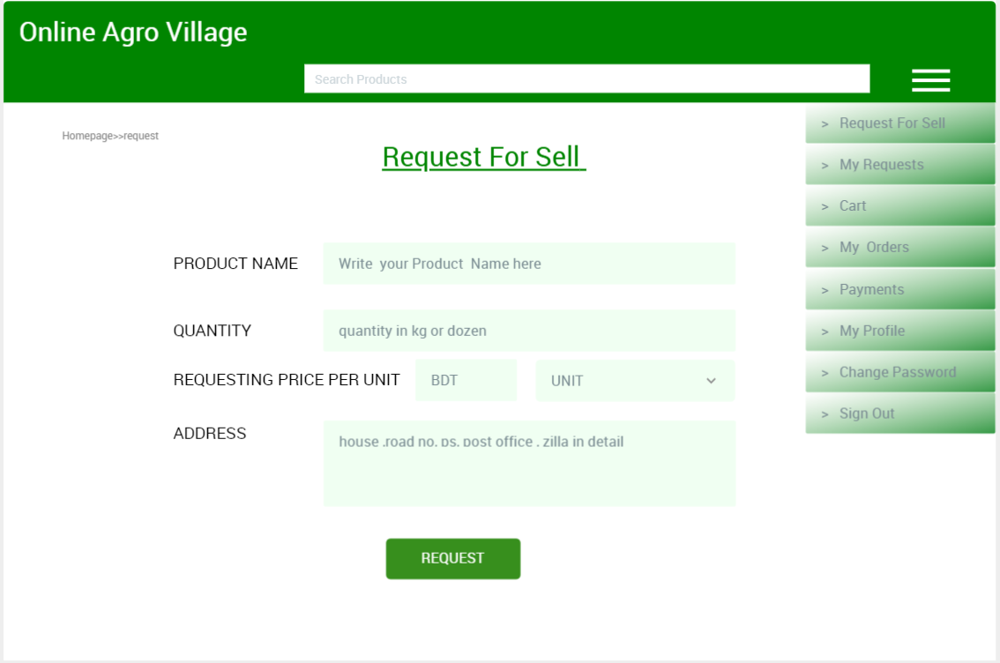 Online Agro Village
Search Products
Homepage>>request
Request For Sell
PRODUCT NAME
Write your Product Name here
QUANTITY
quantity in kg or dozen
REQUESTING PRICE PER UNIT
BDT
UNIT
ADDRESS
house ,road no, ps, post office , zilla in detail
REQUEST
> Request For Sell
> My Requests
> Cart
> My Orders
> Payments
> My Profile
> Change Password
> Sign Out